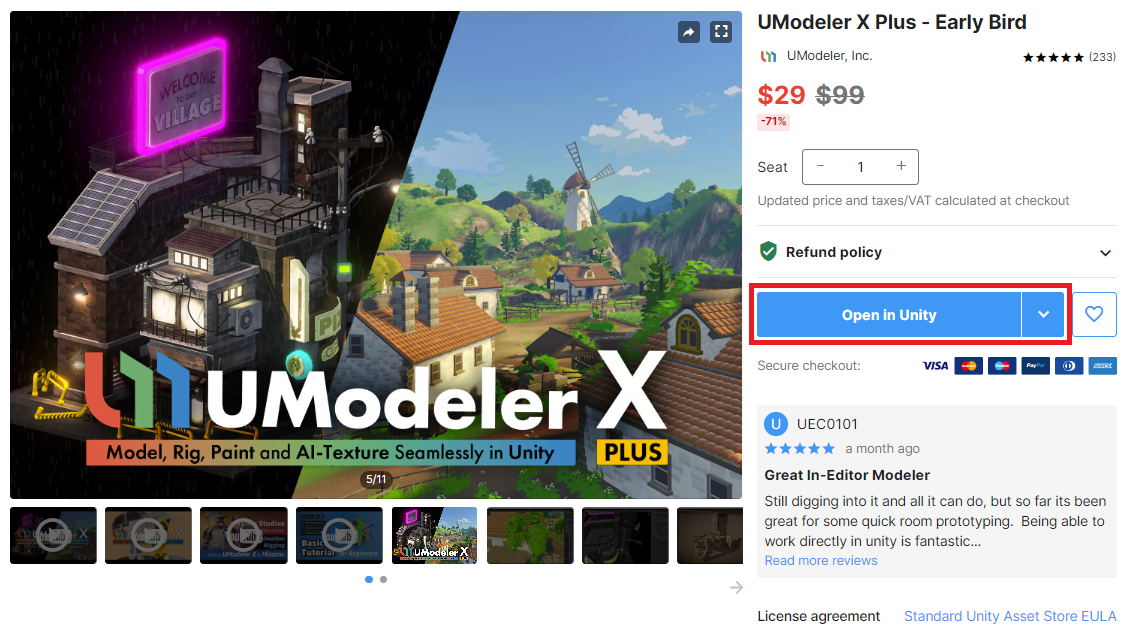 WELCOME
to our
VILLAGE
UModeler X
Model, Rig, Paint and AI-Texture Seamlessly in Unity
PLUS
5/11
UModeler X
UModeler X Plus - Early Bird
UModeler, Inc.
(233)
$29 $99
-71%
Seat
- 1 +
Updated price and taxes/VAT calculated at checkout
Refund policy
Open in Unity
Secure checkout:
VISA
PayPal
U UEC0101
a month ago
Great In-Editor Modeler
Still digging into it and all it can do, but so far its been
great for some quick room prototyping. Being able to
work directly in unity is fantastic...
Read more reviews
License agreement
Standard Unity Asset Store EULA